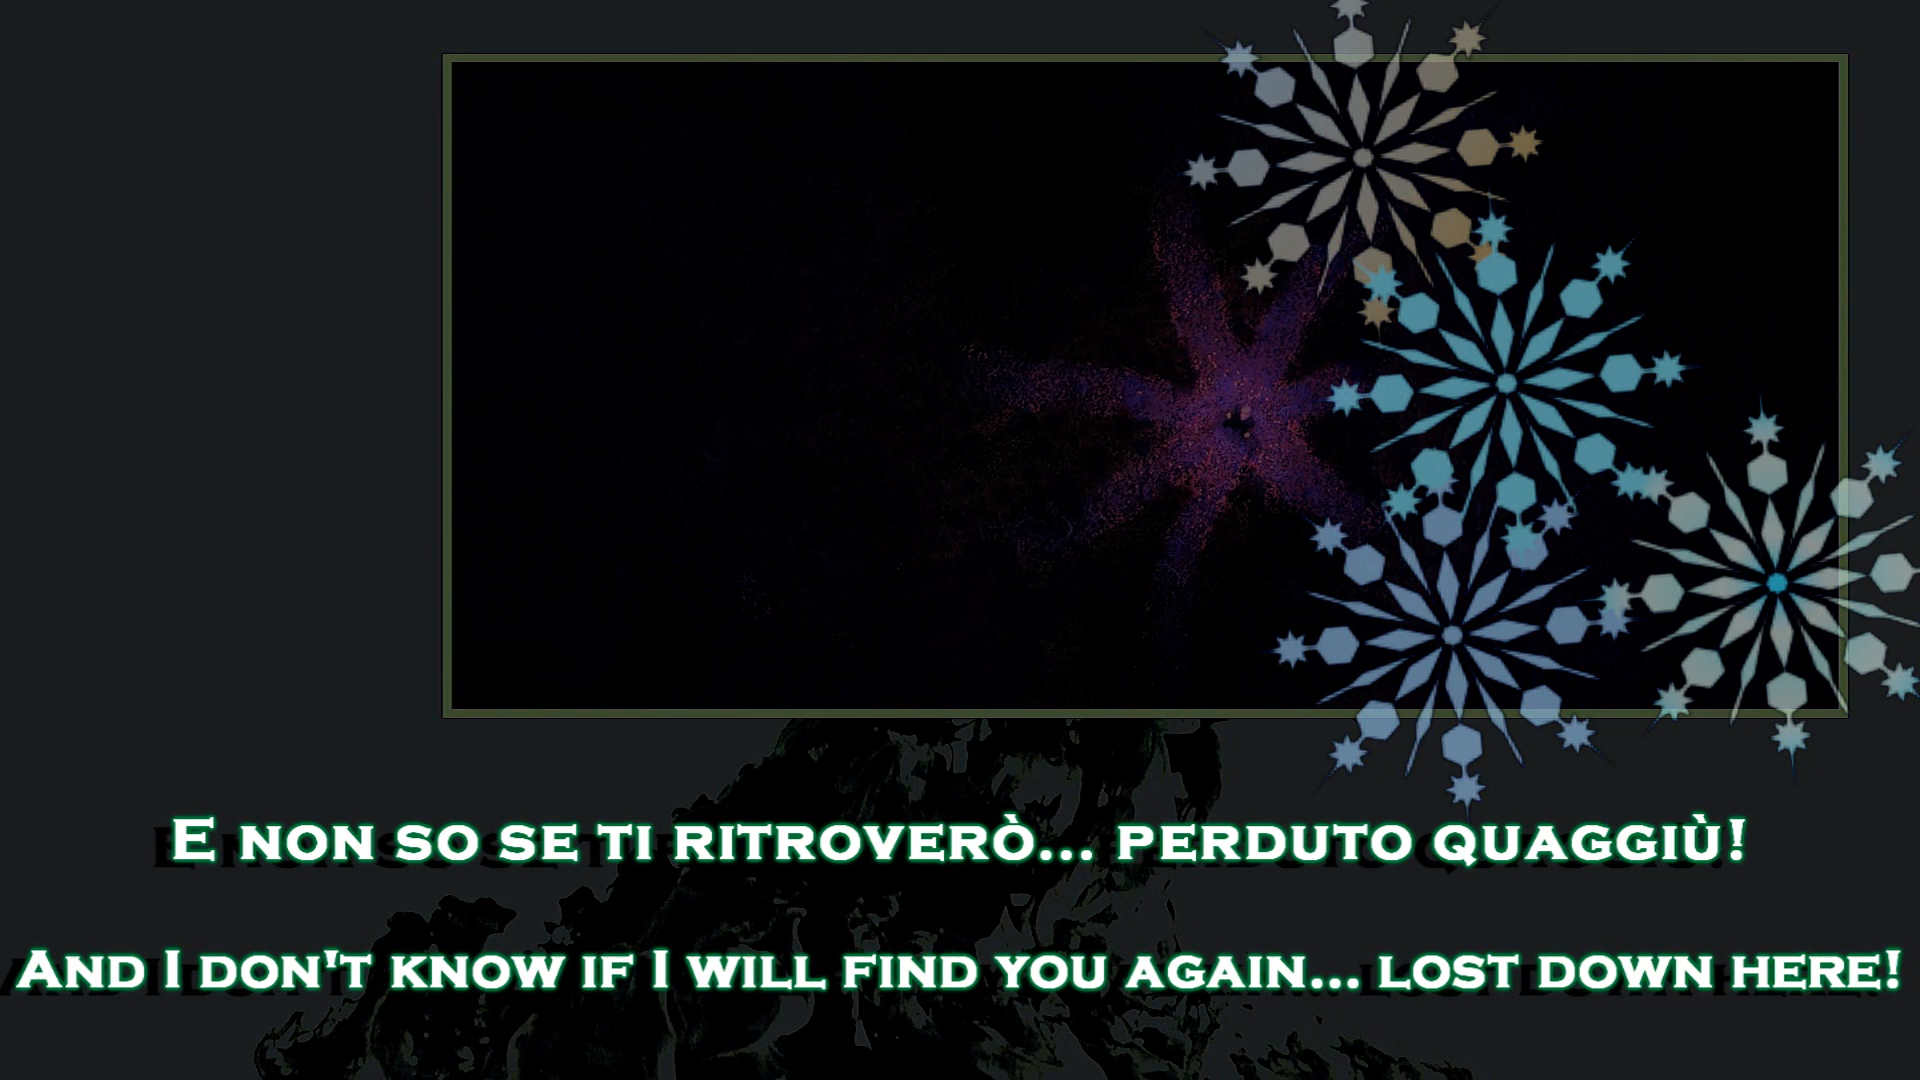 E non so se ti ritroverò... perduto quaggiù!
And I don't know if I will find you again... lost down here!